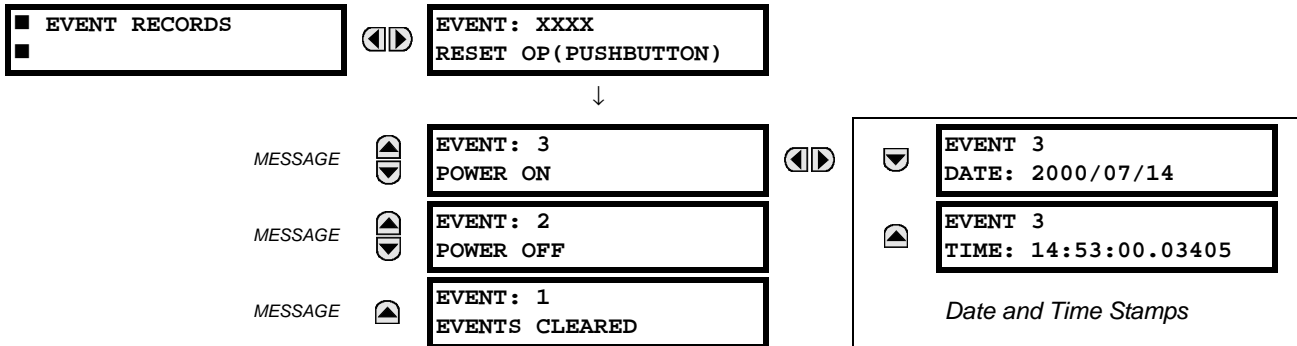 ■ EVENT RECORDS
■
EVENT: XXXX
RESET OP(PUSHBUTTON)
↓
MESSAGE
EVENT: 3
POWER ON
EVENT 3
DATE: 2000/07/14
MESSAGE
EVENT: 2
POWER OFF
EVENT 3
TIME: 14:53:00.03405
MESSAGE
EVENT: 1
EVENTS CLEARED
Date and Time Stamps